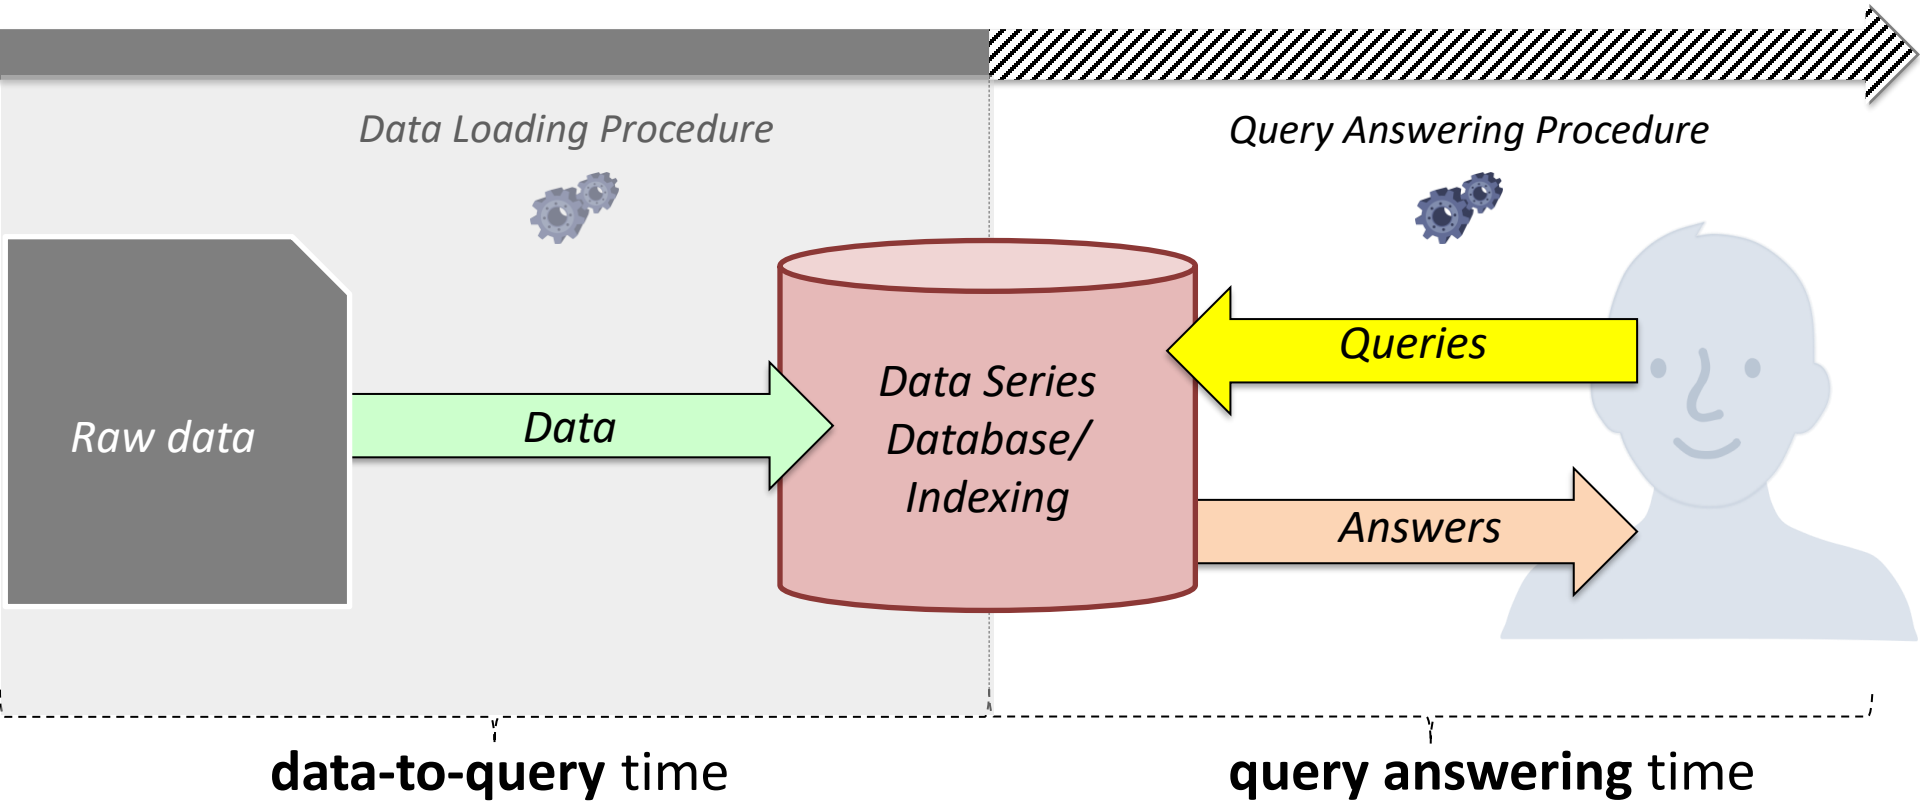 Data Loading Procedure
Query Answering Procedure
Raw data
Data
Data Series
Database/
Indexing
Queries
Answers
data-to-query time
query answering time